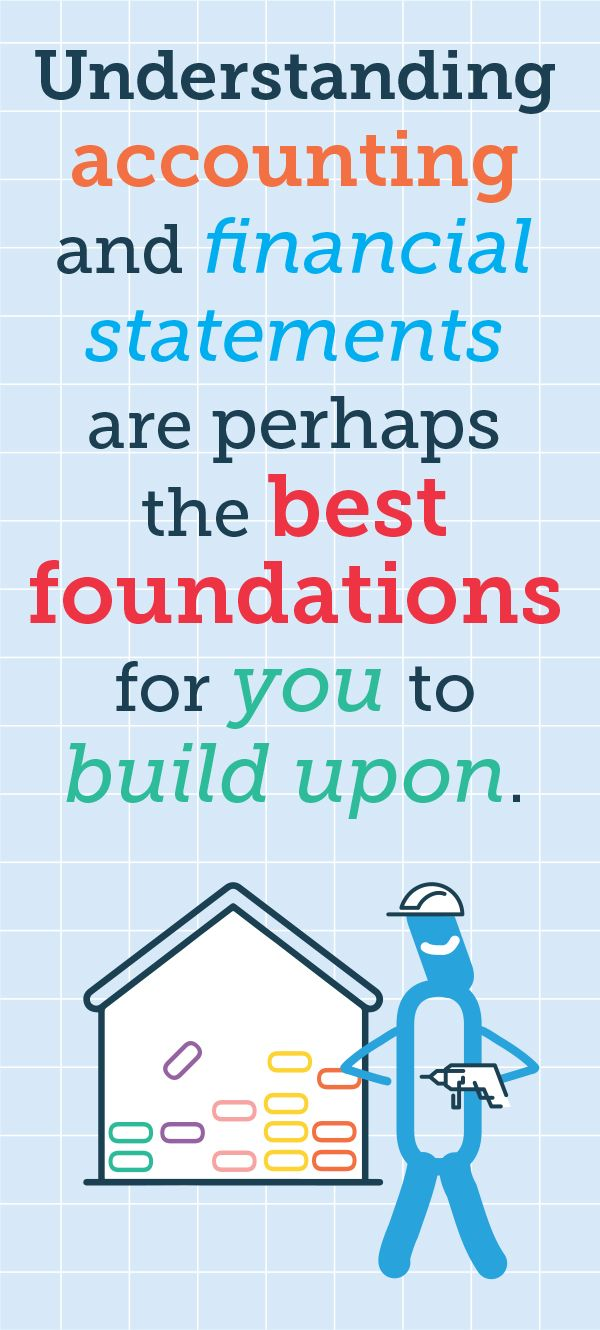 Understanding
accounting
and financial
statements
are perhaps
the best
foundations
for you to
build upon.